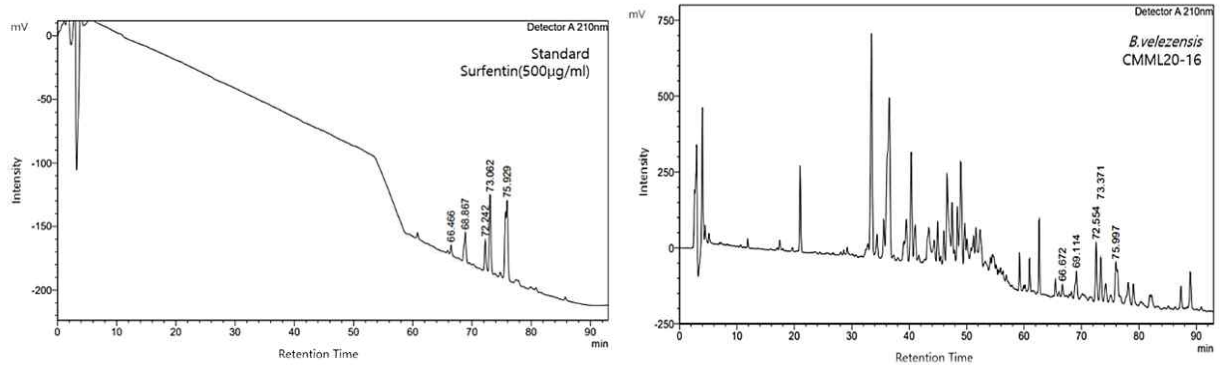 mV
Detector A 210nm
Standard
Surfentin(500µg/ml)
0
-50
-100
-150
-200
Intensity
66.466
68.867
72.242
73.062
75.929
0 10 20 30 40 50 60 70 80 90
min
Retention Time
mV
Detector A 210nm
B.velezensis
CMML20-16
750
500
250
0
-250
Intensity
66.672
69.114
72.554
73.371
75.997
0 10 20 30 40 50 60 70 80 90
min
Retention Time